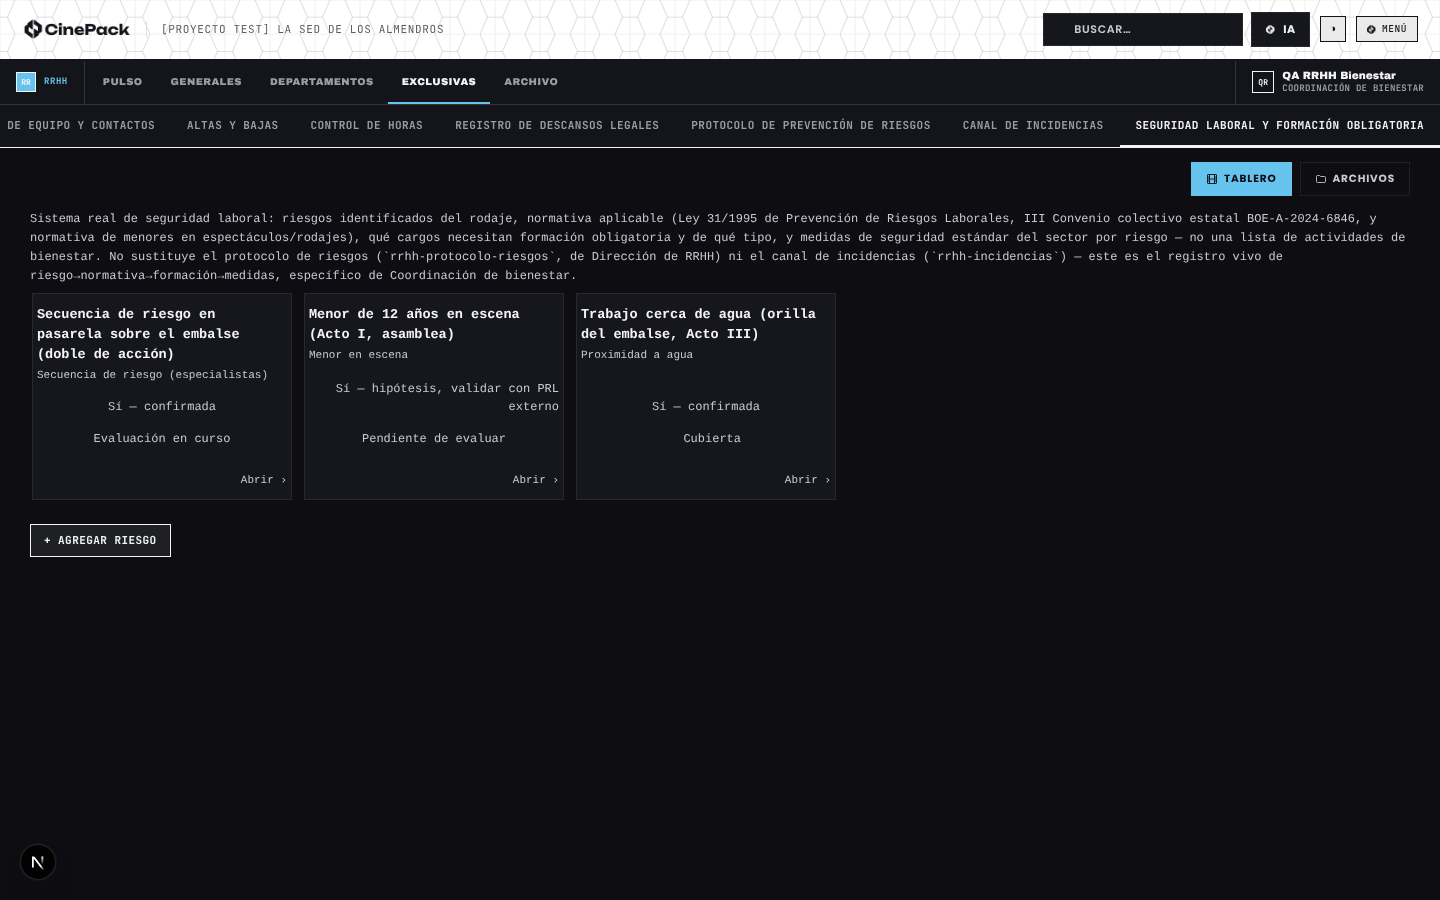 CinePack
[PROYECTO TEST] LA SED DE LOS ALMENDROS
BUSCAR…
IA
MENÚ
RR
RRHH
PULSO
GENERALES
DEPARTAMENTOS
EXCLUSIVAS
ARCHIVO
QR
QA RRHH Bienestar
COORDINACIÓN DE BIENESTAR
DE EQUIPO Y CONTACTOS
ALTAS Y BAJAS
CONTROL DE HORAS
REGISTRO DE DESCANSOS LEGALES
PROTOCOLO DE PREVENCIÓN DE RIESGOS
CANAL DE INCIDENCIAS
SEGURIDAD LABORAL Y FORMACIÓN OBLIGATORIA
TABLERO
ARCHIVOS
Sistema real de seguridad laboral: riesgos identificados del rodaje, normativa aplicable (Ley 31/1995 de Prevención de Riesgos Laborales, III Convenio colectivo estatal BOE-A-2024-6846, y
normativa de menores en espectáculos/rodajes), qué cargos necesitan formación obligatoria y de qué tipo, y medidas de seguridad estándar del sector por riesgo — no una lista de actividades de
bienestar. No sustituye el protocolo de riesgos (`rrhh-protocolo-riesgos`, de Dirección de RRHH) ni el canal de incidencias (`rrhh-incidencias`) — este es el registro vivo de
riesgo→normativa→formación→medidas, específico de Coordinación de bienestar.
Secuencia de riesgo en
pasarela sobre el embalse
(doble de acción)
Secuencia de riesgo (especialistas)
Sí — confirmada
Evaluación en curso
Abrir ›
Menor de 12 años en escena
(Acto I, asamblea)
Menor en escena
Sí — hipótesis, validar con PRL
externo
Pendiente de evaluar
Abrir ›
Trabajo cerca de agua (orilla
del embalse, Acto III)
Proximidad a agua
Sí — confirmada
Cubierta
Abrir ›
+ AGREGAR RIESGO
N